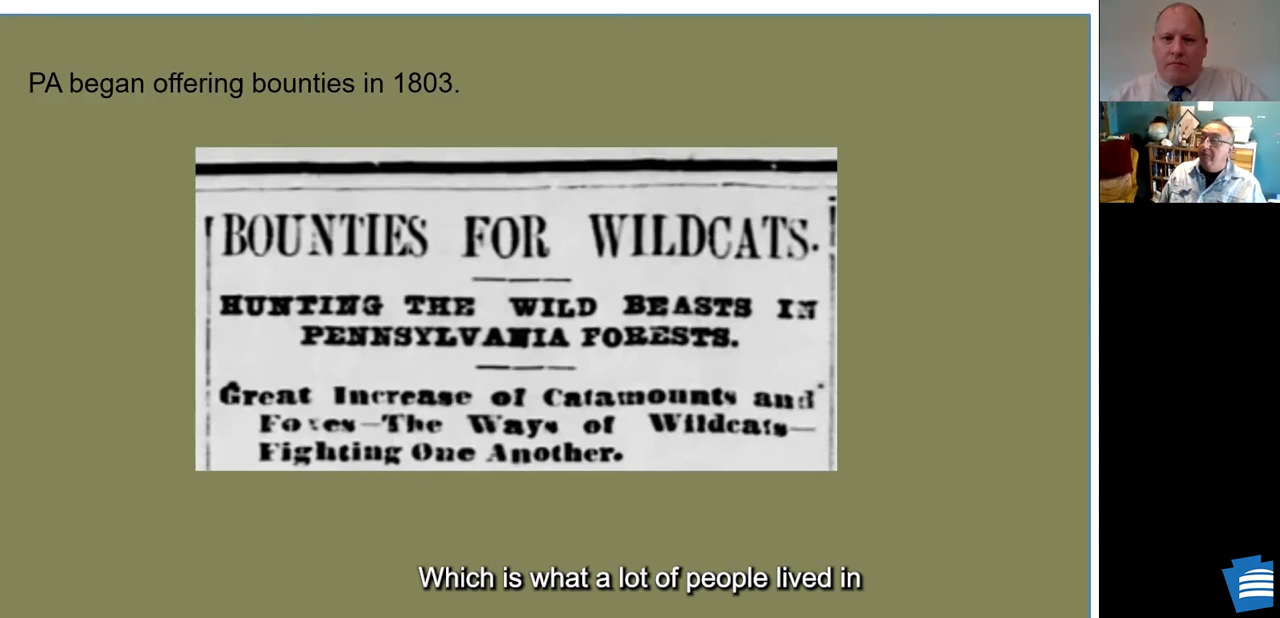 PA began offering bounties in 1803.
BOUNTIES FOR WILDCATS.
HUNTING THE WILD BEASTS IN
PENNSYLVANIA FORESTS.
Great Increase of Catamounts and
Foxes—The Ways of Wildcats—
Fighting One Another.
Which is what a lot of people lived in